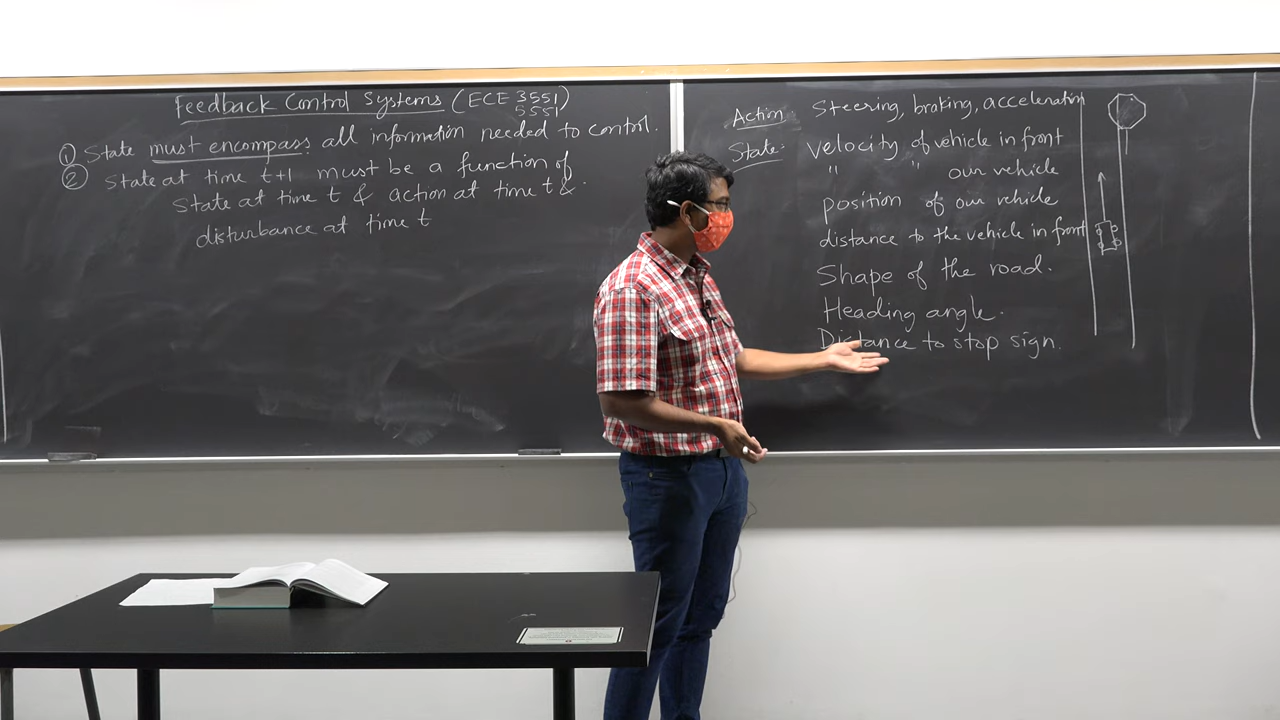 Feedback Control Systems (ECE 3551)
5551
① State must encompass all information needed to control.
② State at time t+1 must be a function of
State at time t & action at time t &
disturbance at time t
Action: Steering, braking, acceleration
State: Velocity of vehicle in front
" " our vehicle
position of our vehicle
distance to the vehicle in front
Shape of the road.
Heading angle.
Distance to stop sign.